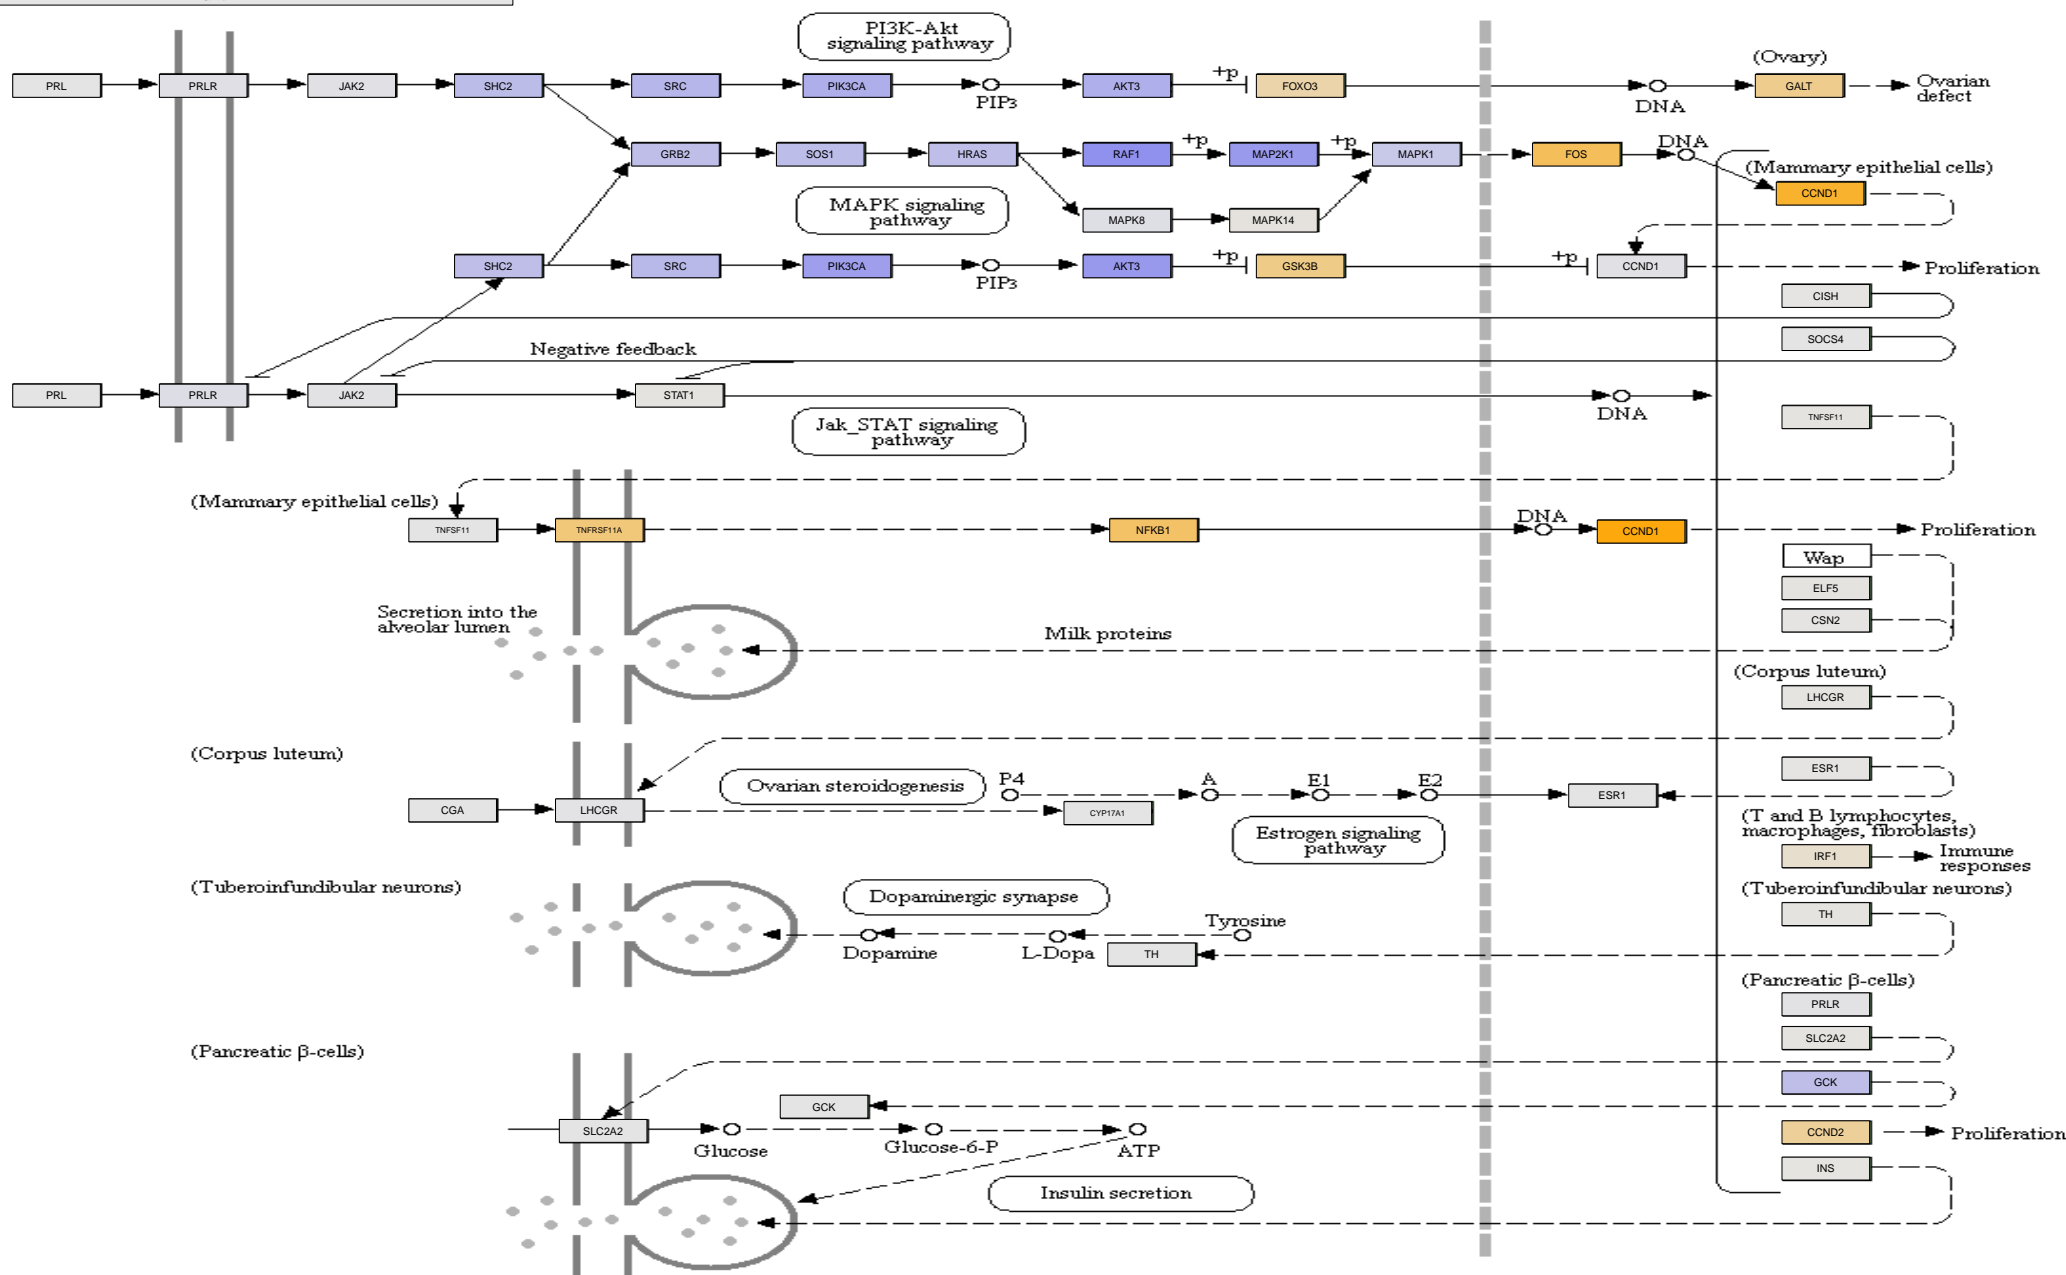 PI3K-Akt
signaling pathway
(Ovary)
PRL
PRLR
JAK2
SHC2
SRC
PIK3CA
PIP3
AKT3
+p
FOXO3
DNA
GALT
Ovarian
defect
GRB2
SOS1
HRAS
RAF1
+p
MAP2K1
+p
MAPK1
FOS
DNA
(Mammary epithelial cells)
CCND1
MAPK signaling
pathway
MAPK8
MAPK14
SHC2
SRC
PIK3CA
PIP3
AKT3
+p
GSK3B
+p
CCND1
Proliferation
CISH
SOCS4
Negative feedback
PRL
PRLR
JAK2
STAT1
DNA
TNFSF11
Jak_STAT signaling
pathway
(Mammary epithelial cells)
TNFSF11
TNFRSF11A
NFKB1
DNA
CCND1
Proliferation
Wap
ELF5
CSN2
Secretion into the
alveolar lumen
Milk proteins
(Corpus luteum)
LHCGR
(Corpus luteum)
ESR1
Ovarian steroidogenesis
P4
A
E1
E2
ESR1
CGA
LHCGR
CYP17A1
Estrogen signaling
pathway
(T and B lymphocytes,
macrophages, fibroblasts)
IRF1
Immune
responses
(Tuberoinfundibular neurons)
(Tuberoinfundibular neurons)
TH
Dopaminergic synapse
Tyrosine
Dopamine
L-Dopa
TH
(Pancreatic β-cells)
PRLR
SLC2A2
(Pancreatic β-cells)
GCK
GCK
SLC2A2
Glucose
Glucose-6-P
ATP
CCND2
Proliferation
INS
Insulin secretion